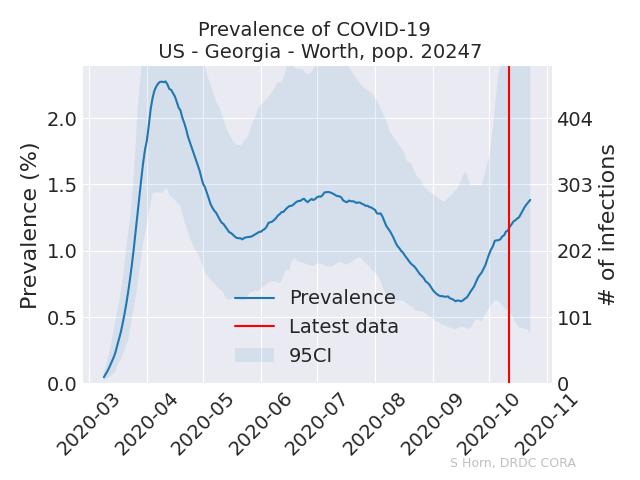 Prevalence of COVID-19
US - Georgia - Worth, pop. 20247
Prevalence (%)
2.0
1.5
1.0
0.5
0.0
404
303
202
101
0
# of infections
Prevalence
Latest data
95CI
2020-03
2020-04
2020-05
2020-06
2020-07
2020-08
2020-09
2020-10
2020-11
S Horn, DRDC CORA